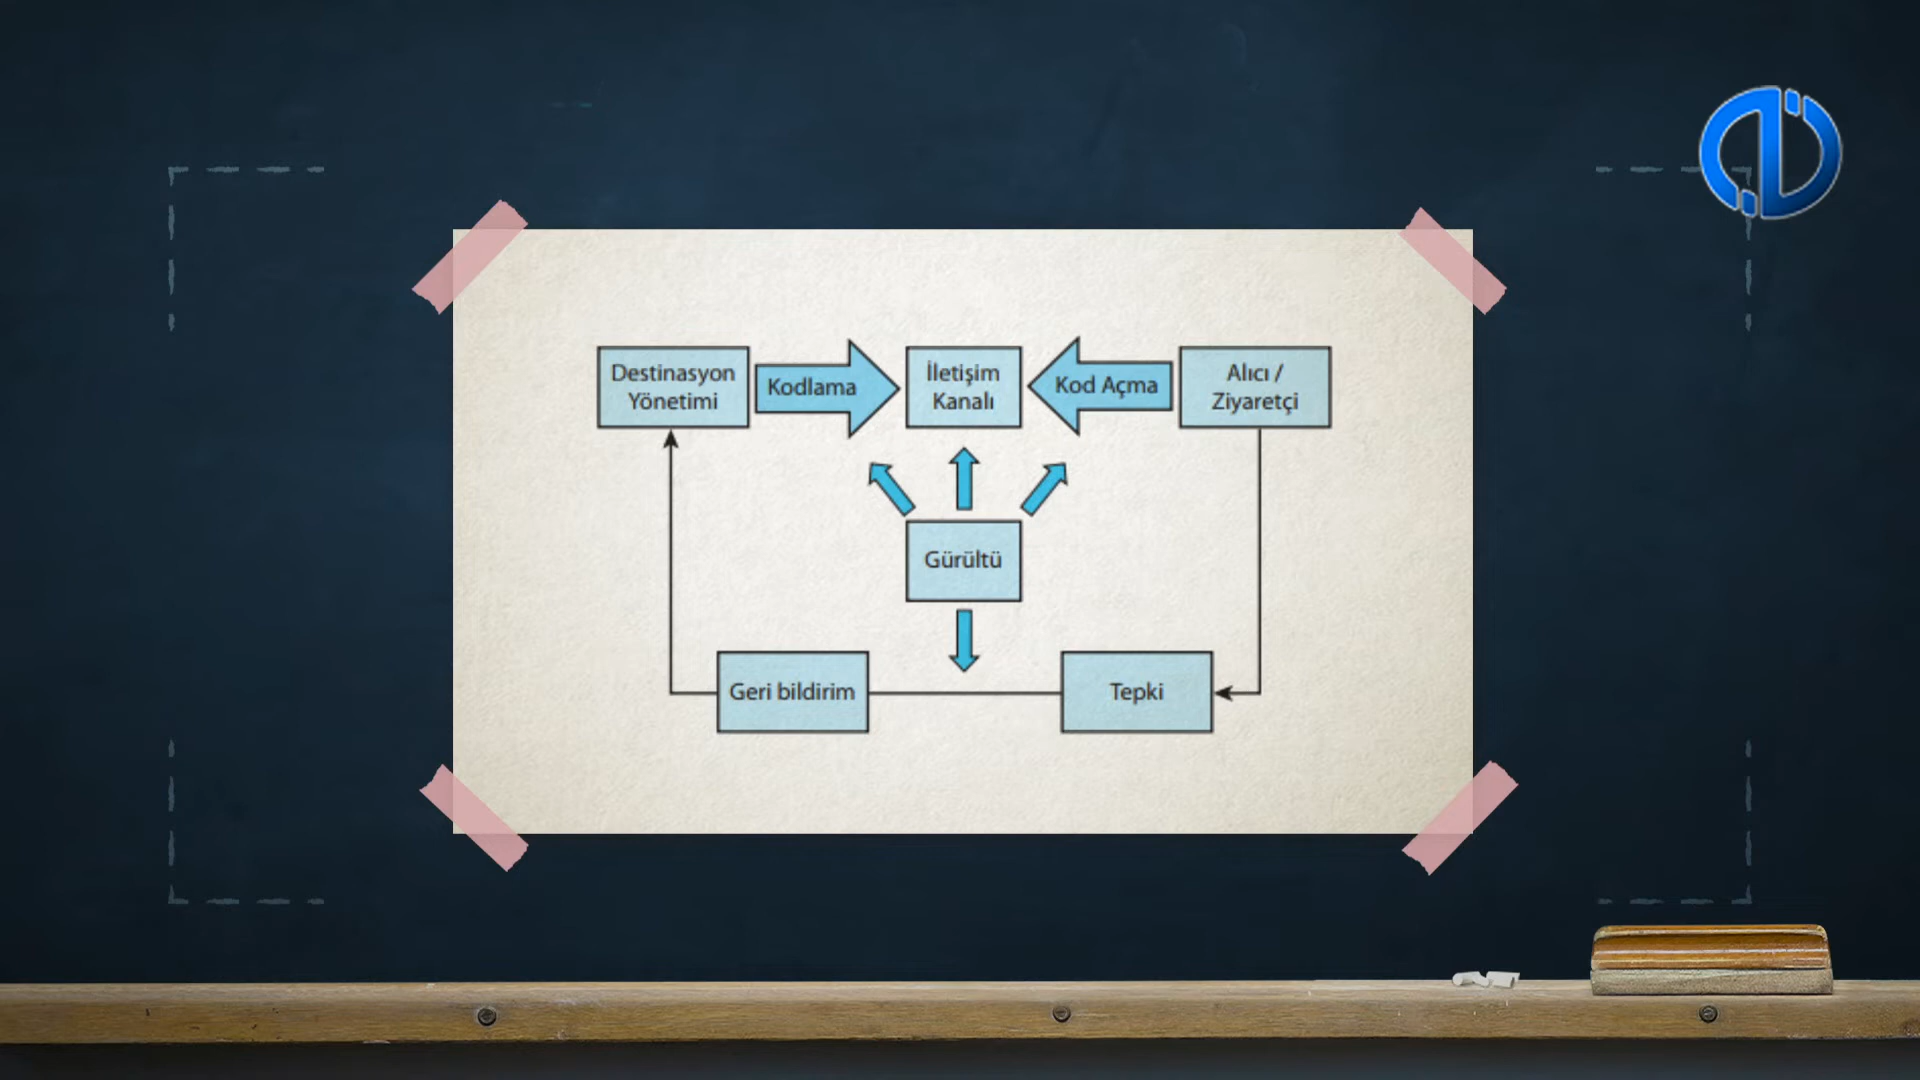 Destinasyon
Yönetimi
Kodlama
İletişim
Kanalı
Kod Açma
Alıcı /
Ziyaretçi
Gürültü
Geri bildirim
Tepki